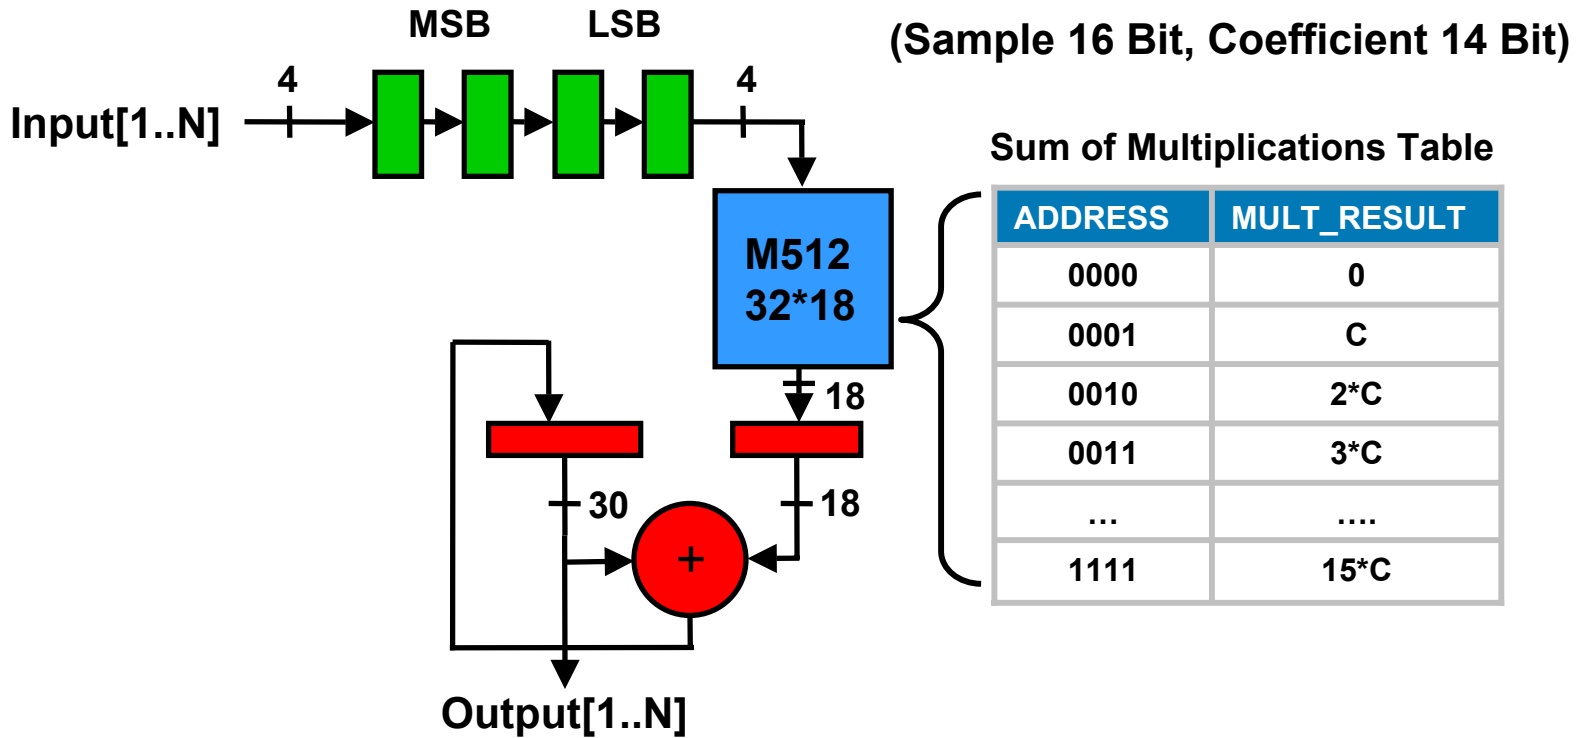 MSB LSB
(Sample 16 Bit, Coefficient 14 Bit)
4 4
Input[1..N]
Sum of Multiplications Table
ADDRESS MULT_RESULT
0000 0
0001 C
0010 2*C
0011 3*C
... ....
1111 15*C
M512
32*18
18
30 18
+
Output[1..N]